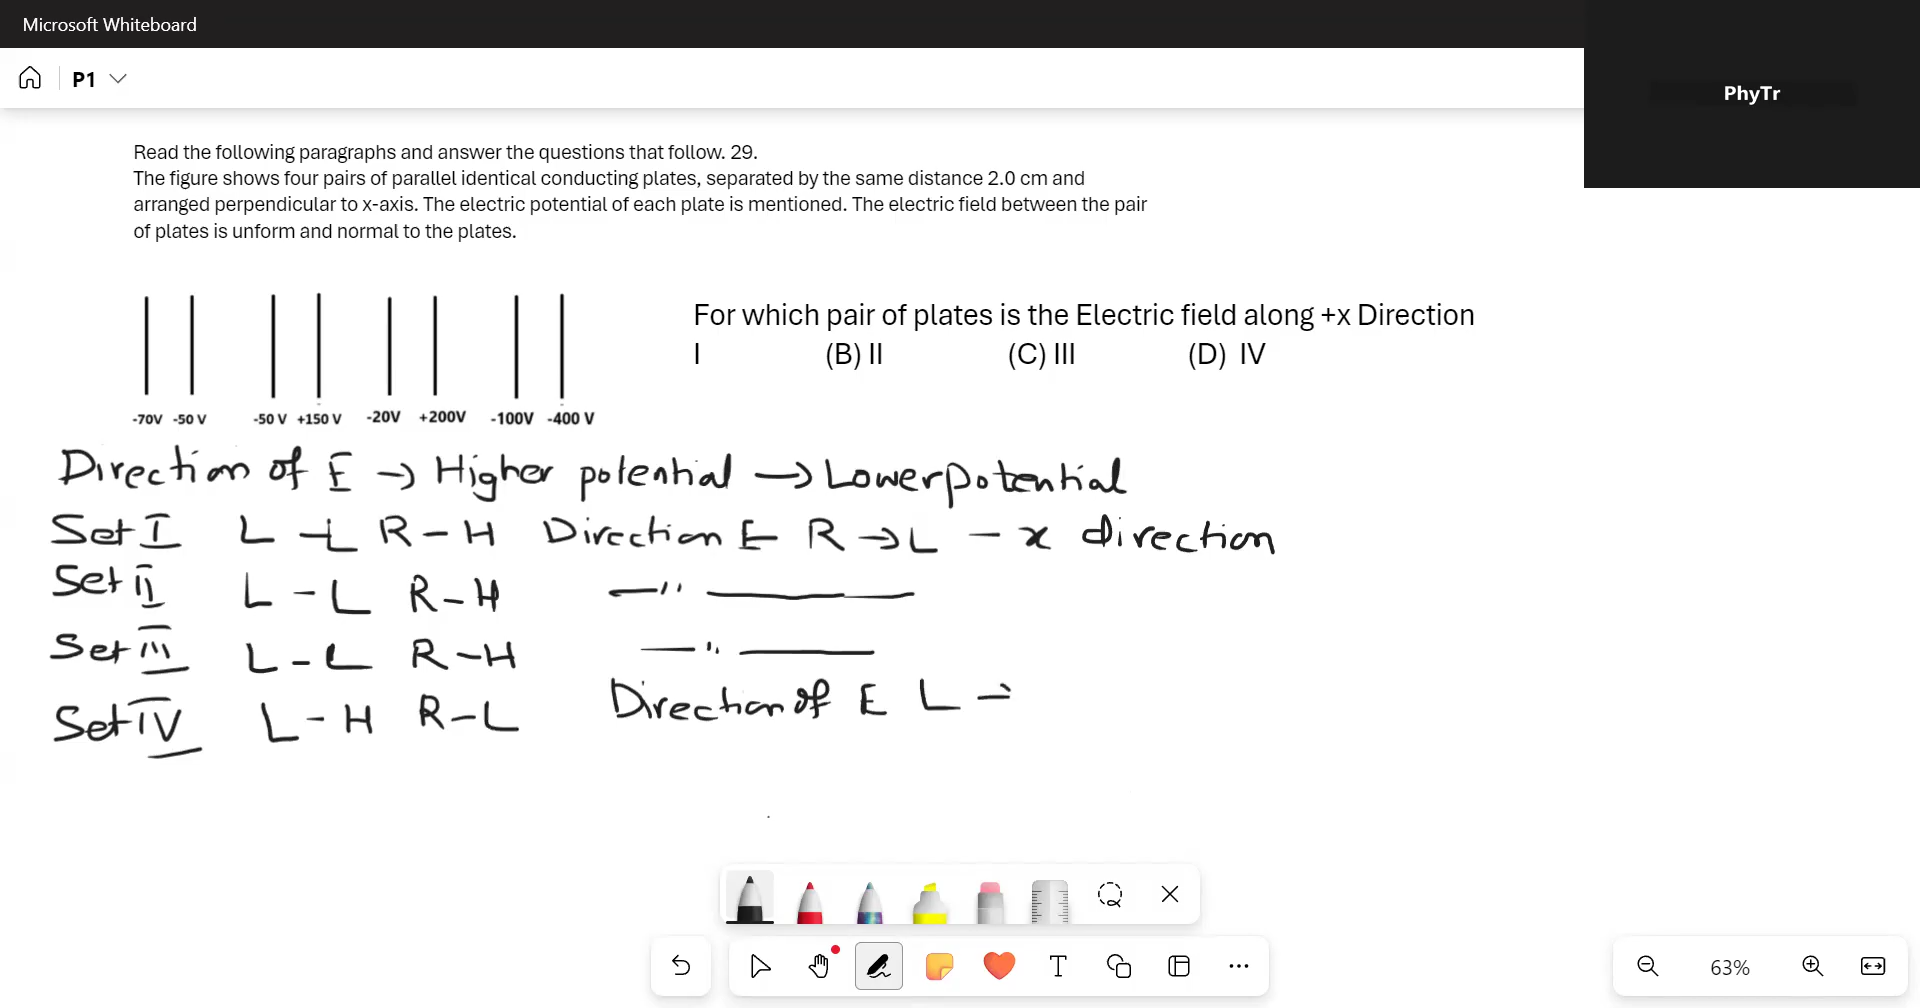 Microsoft Whiteboard
P1
PhyTr
Read the following paragraphs and answer the questions that follow. 29.
The figure shows four pairs of parallel identical conducting plates, separated by the same distance 2.0 cm and
arranged perpendicular to x-axis. The electric potential of each plate is mentioned. The electric field between the pair
of plates is unform and normal to the plates.
For which pair of plates is the Electric field along +x Direction
I (B) II (C) III (D) IV
-70V -50 V -50 V +150 V -20V +200V -100V -400 V
Direction of E → Higher potential → Lower potential
Set I L - L R - H Direction E R → L - x direction
Set II L - L R - H — " —
Set III L - L R - H — " —
Set IV L - H R - L Direction of E L →
63%